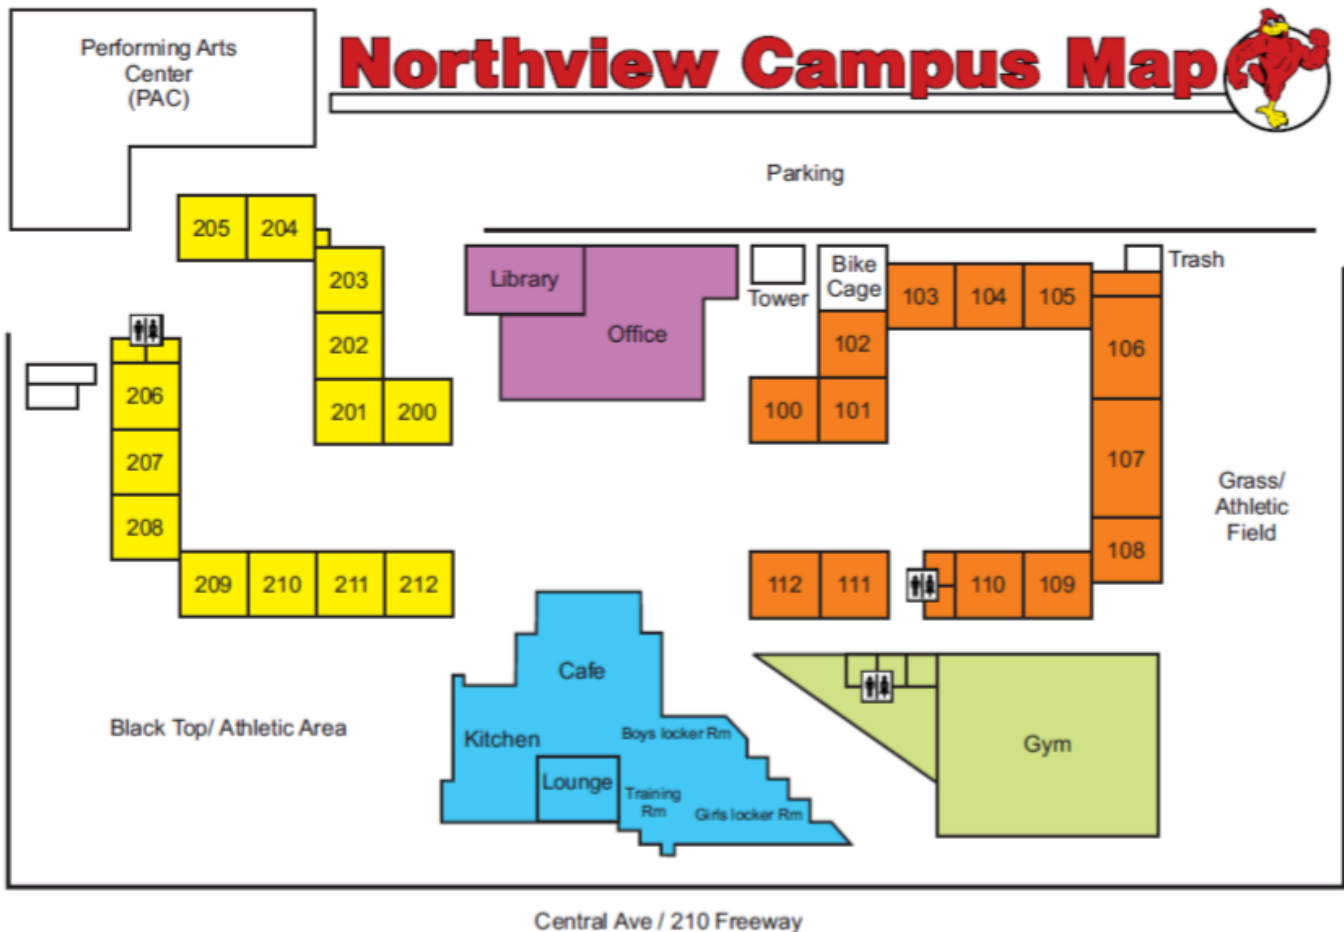 Performing Arts
Center
(PAC)
Northview Campus Map
Parking
205
204
203
202
201
200
Library
Office
Tower
Bike
Cage
103
104
105
Trash
102
100
101
106
107
108
Grass/
Athletic
Field
206
207
208
209
210
211
212
112
111
110
109
Cafe
Kitchen
Boys locker Rm
Lounge
Training
Rm
Girls locker Rm
Gym
Black Top/ Athletic Area
Central Ave / 210 Freeway